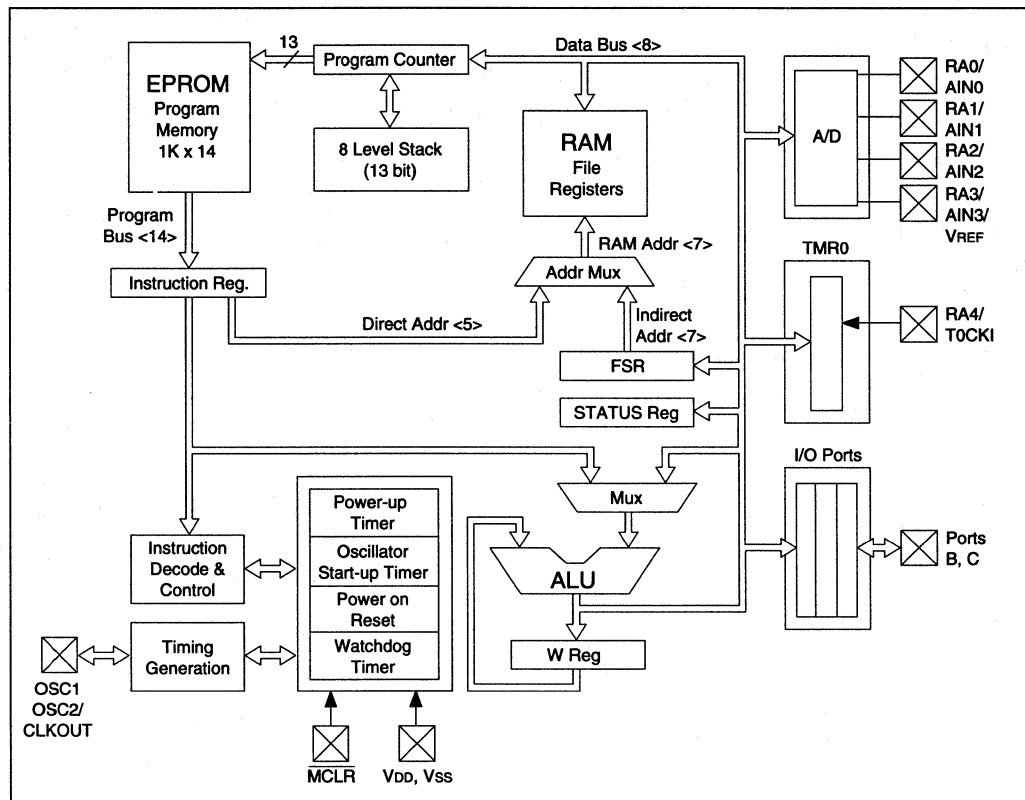 13
Data Bus <8>
Program Counter
EPROM
Program
Memory
1K x 14
8 Level Stack
(13 bit)
RAM
File
Registers
A/D
RA0/
AIN0
RA1/
AIN1
RA2/
AIN2
RA3/
AIN3/
VREF
Program
Bus <14>
RAM Addr <7>
TMR0
Instruction Reg.
Addr Mux
Direct Addr <5>
Indirect
Addr <7>
RA4/
T0CKI
FSR
STATUS Reg
I/O Ports
Power-up
Timer
Mux
Instruction
Decode &
Control
Oscillator
Start-up Timer
ALU
Ports
B, C
Power on
Reset
Timing
Generation
Watchdog
Timer
W Reg
OSC1
OSC2/
CLKOUT
MCLR
VDD, VSS